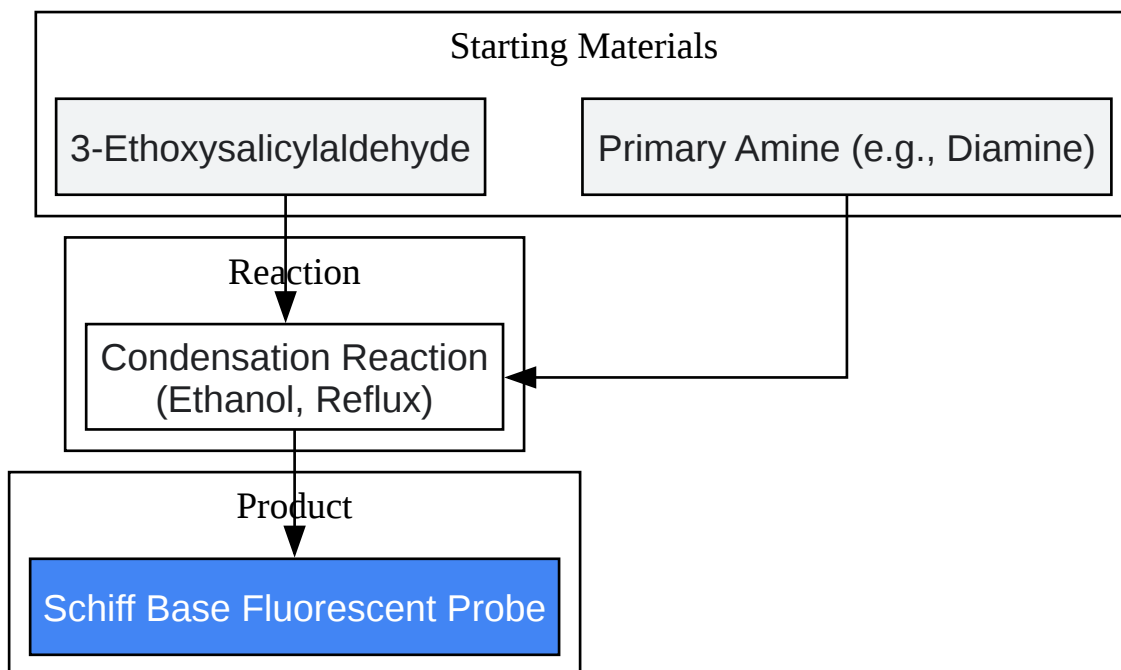 Starting Materials
3-Ethoxysalicylaldehyde
Primary Amine (e.g., Diamine)
Reaction
Condensation Reaction
(Ethanol, Reflux)
Product
Schiff Base Fluorescent Probe